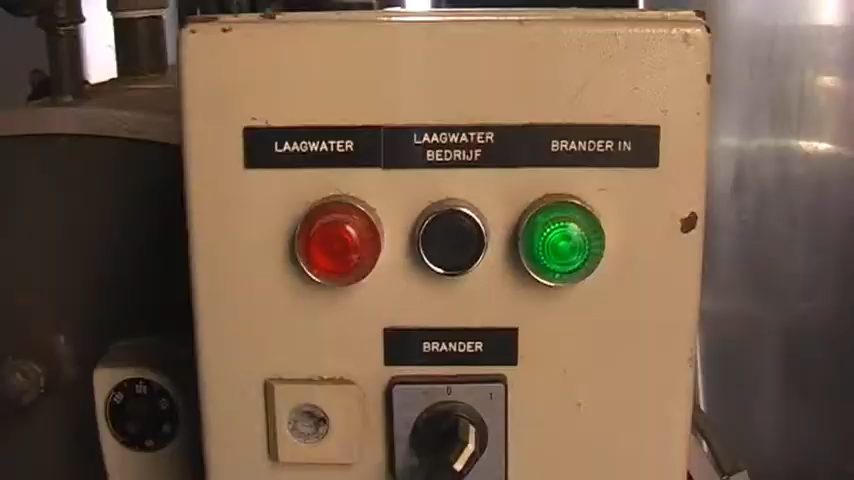 LAAGWATER
LAAGWATER
BEDRIJF
BRANDER IN
BRANDER
0
1